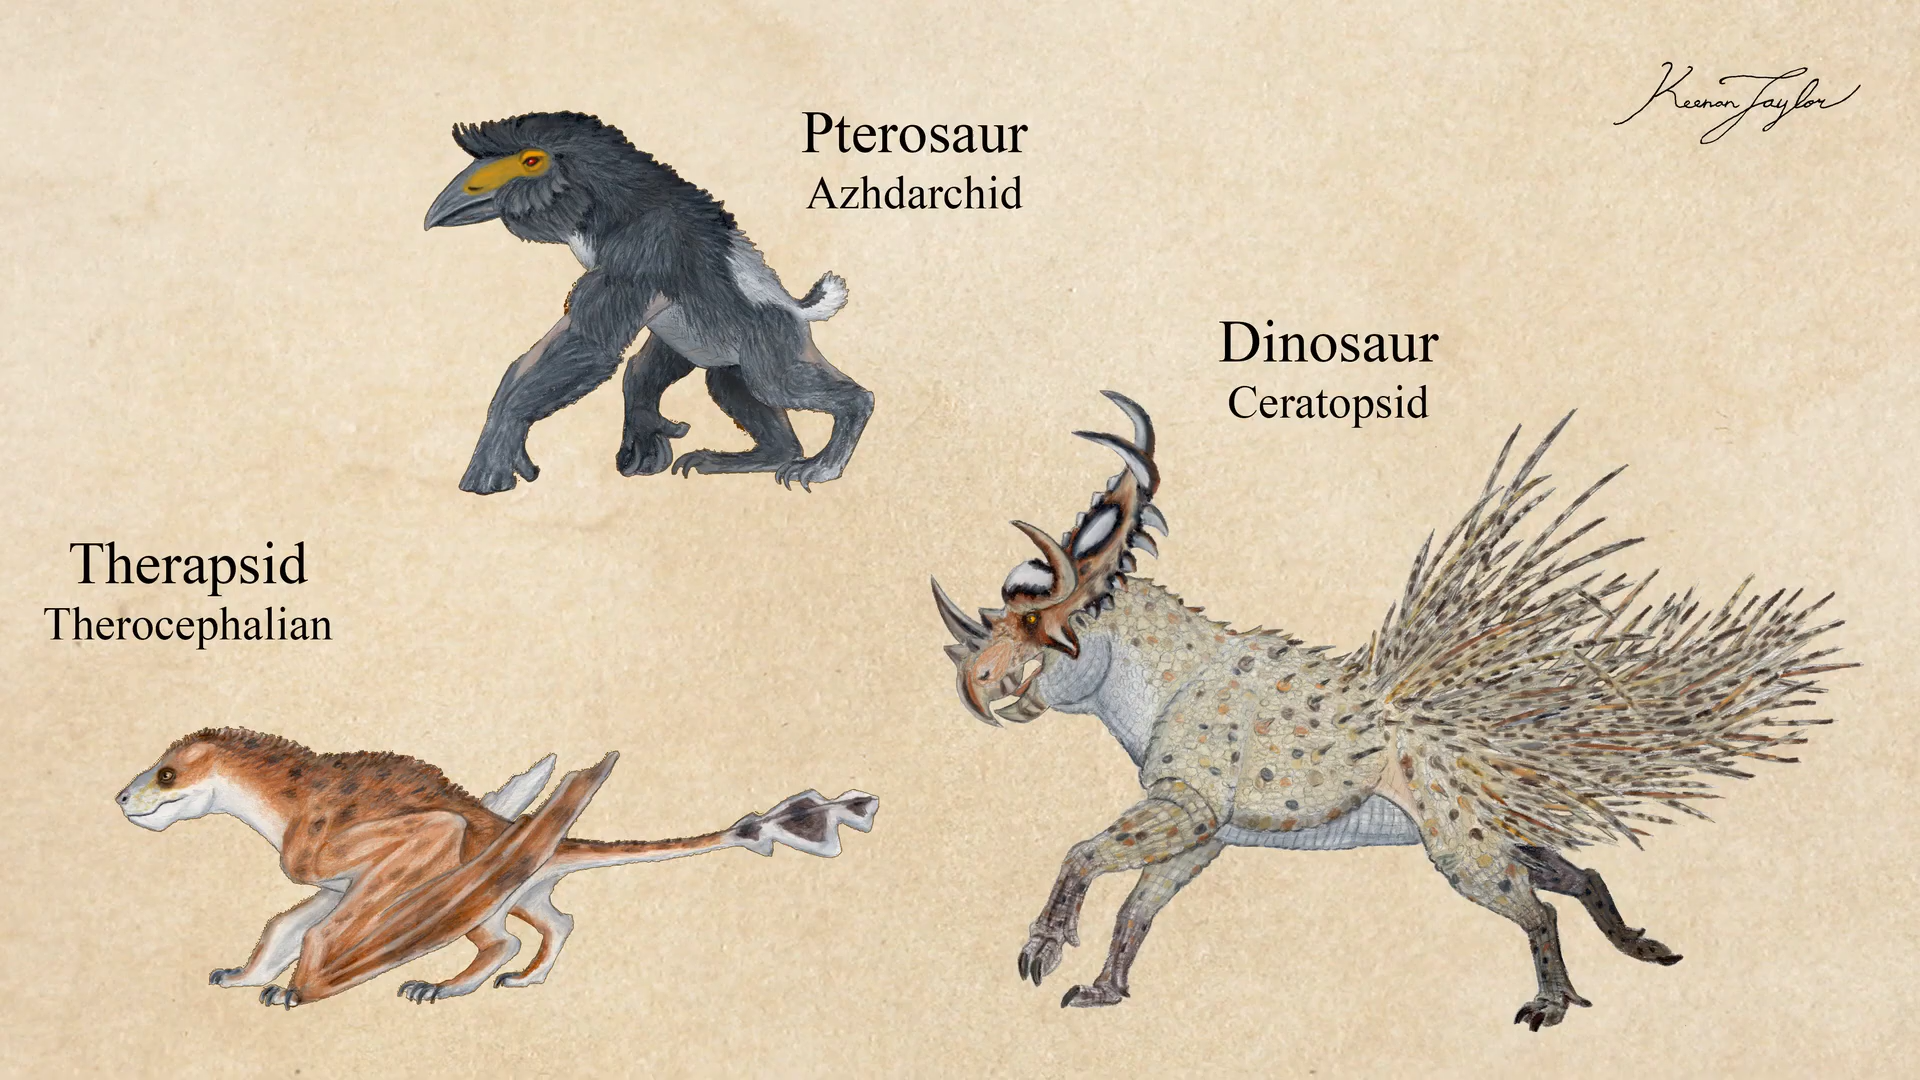 Keenan Taylor
Pterosaur
Azhdarchid
Dinosaur
Ceratopsid
Therapsid
Therocephalian